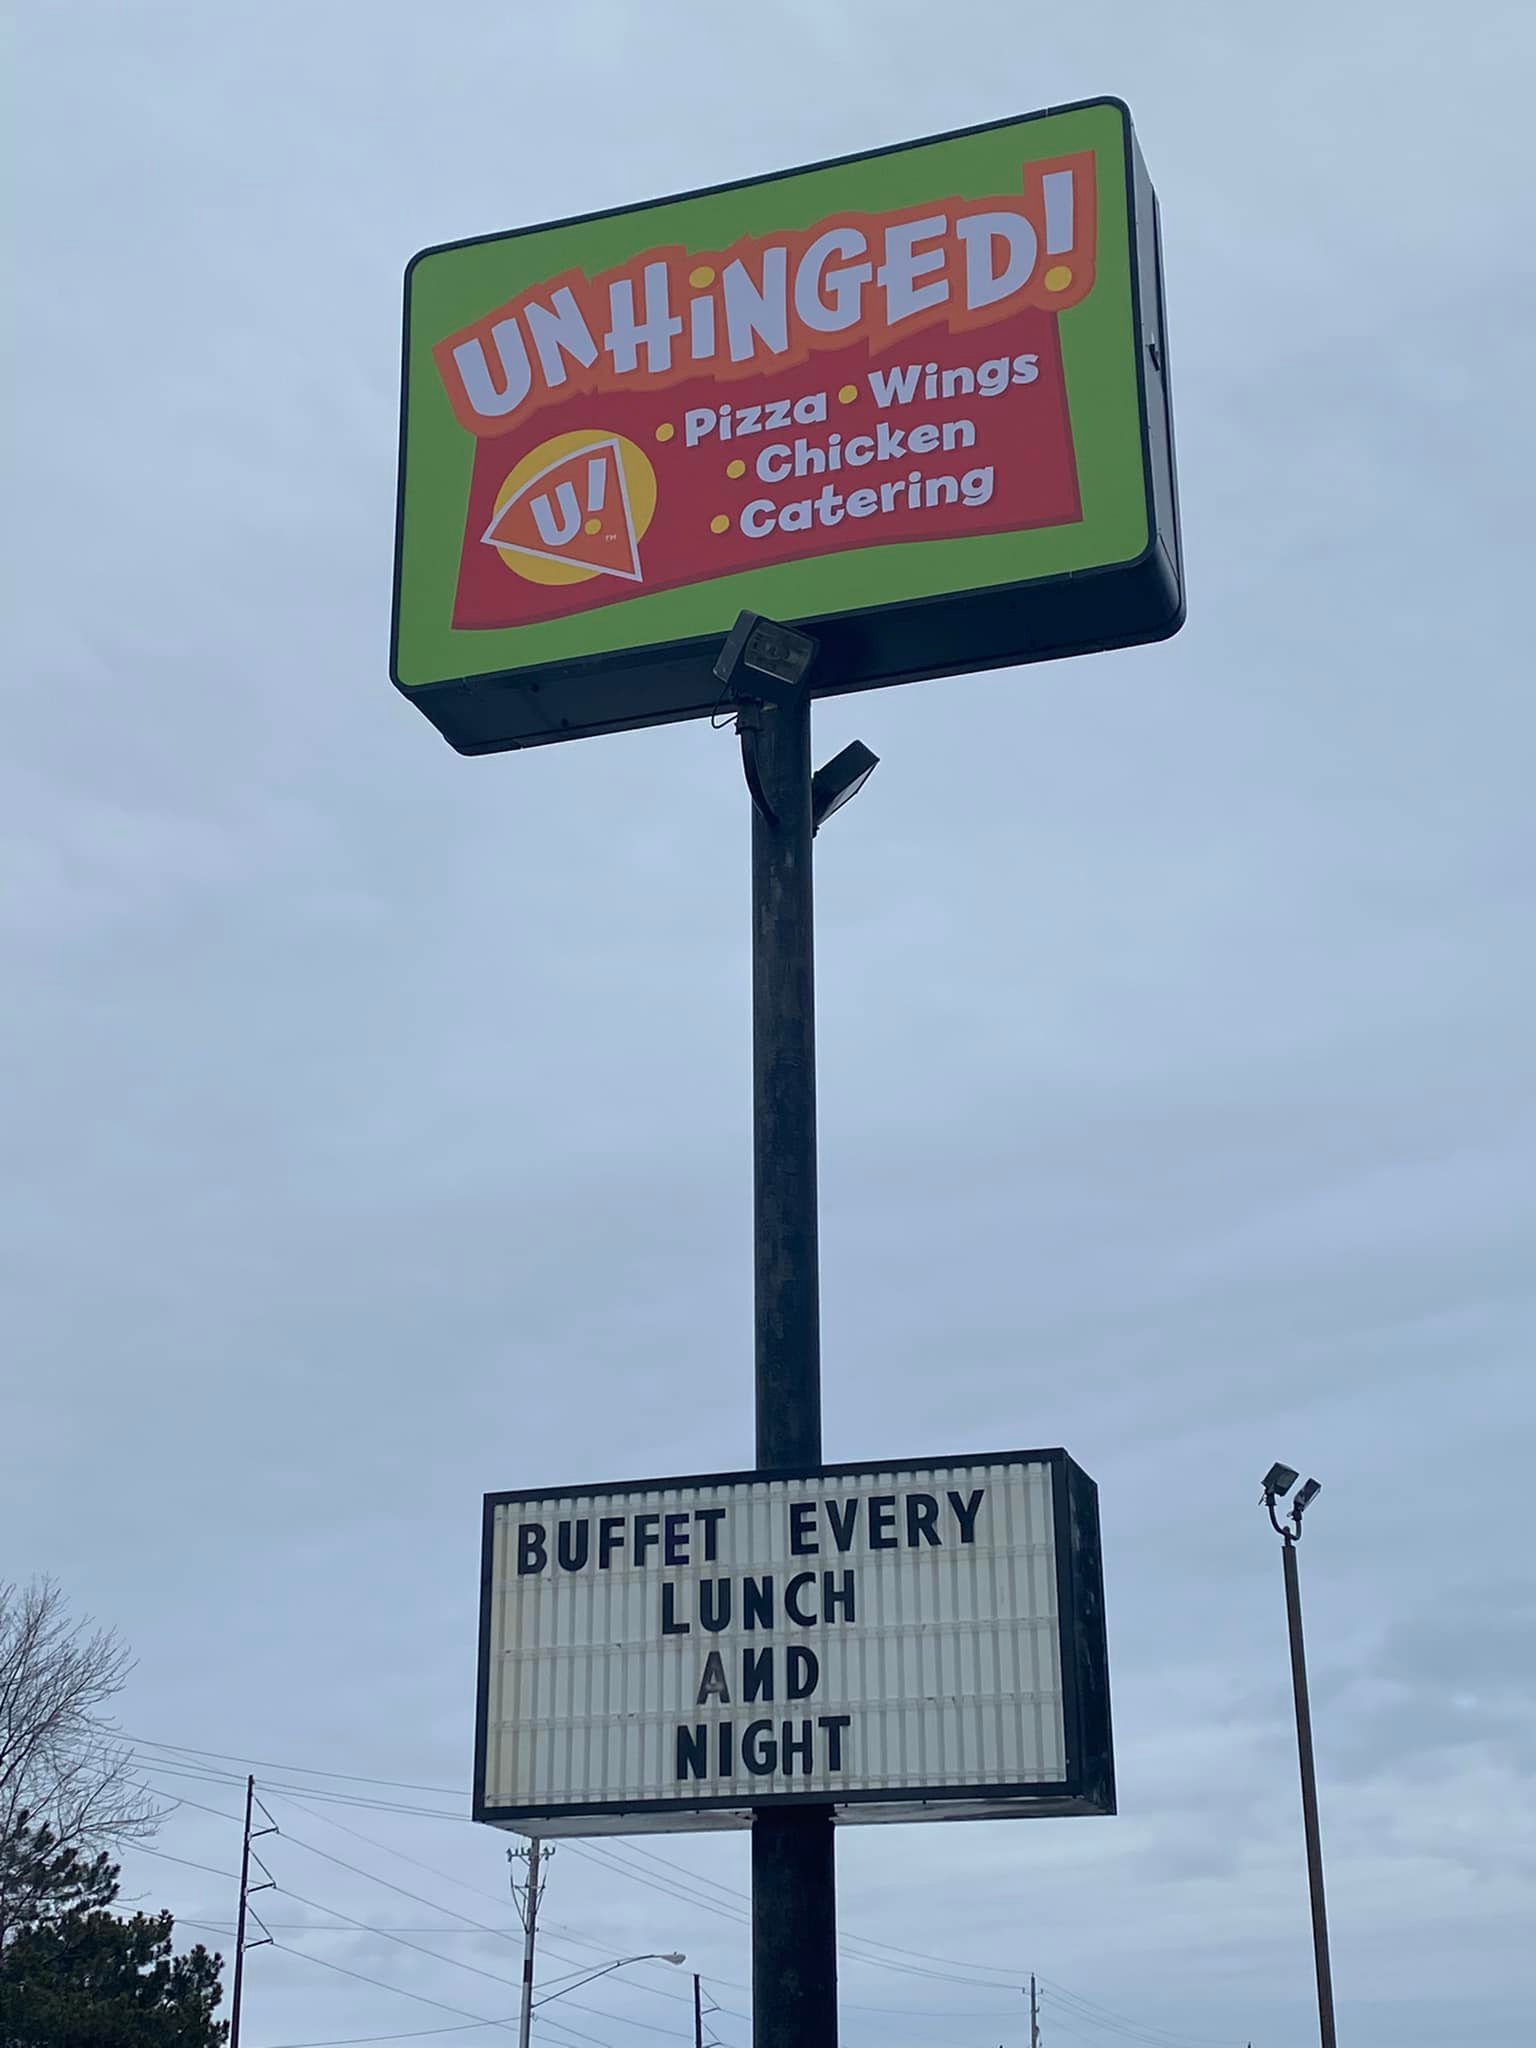 UNHiNGED!
• Pizza • Wings
• Chicken
• Catering
U!
TM
BUFFET EVERY
LUNCH
AND
NIGHT